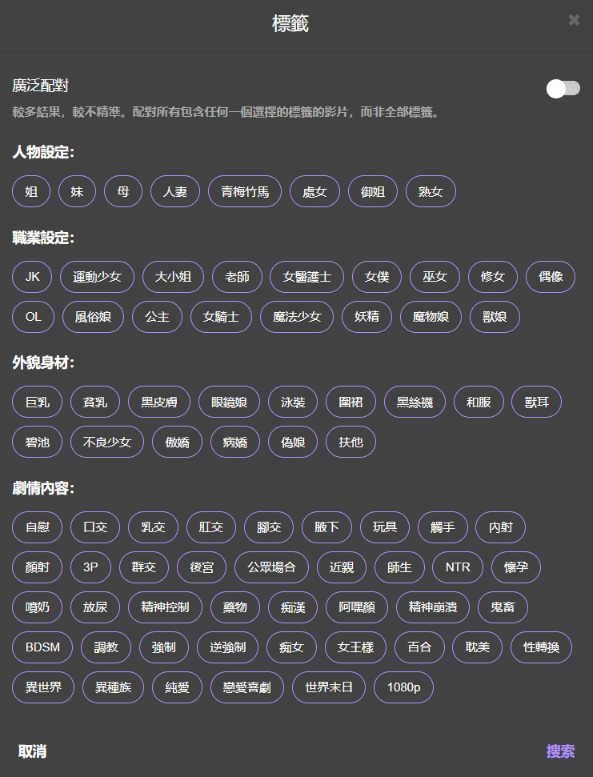 標籤
廣泛配對
較多結果，較不精準。配對所有包含任何一個選擇的標籤的影片，而非全部標籤。
人物設定:
姐 妹 母 人妻 青梅竹馬 處女 御姐 熟女
職業設定:
JK 運動少女 大小姐 老師 女醫護士 女僕 巫女 修女 偶像
OL 風俗娘 公主 女騎士 魔法少女 妖精 魔物娘 獸娘
外貌身材:
巨乳 貧乳 黑皮膚 眼鏡娘 泳裝 圍裙 黑絲襪 和服 獸耳
碧池 不良少女 傲嬌 病嬌 偽娘 扶他
劇情內容:
自慰 口交 乳交 肛交 腳交 腋下 玩具 觸手 內射
顏射 3P 群交 後宮 公眾場合 近親 師生 NTR 懷孕
噴奶 放尿 精神控制 藥物 痴漢 阿嘿顏 精神崩潰 鬼畜
BDSM 調教 強制 逆強制 痴女 女王樣 百合 耽美 性轉換
異世界 異種族 純愛 戀愛喜劇 世界末日 1080p
取消 搜索